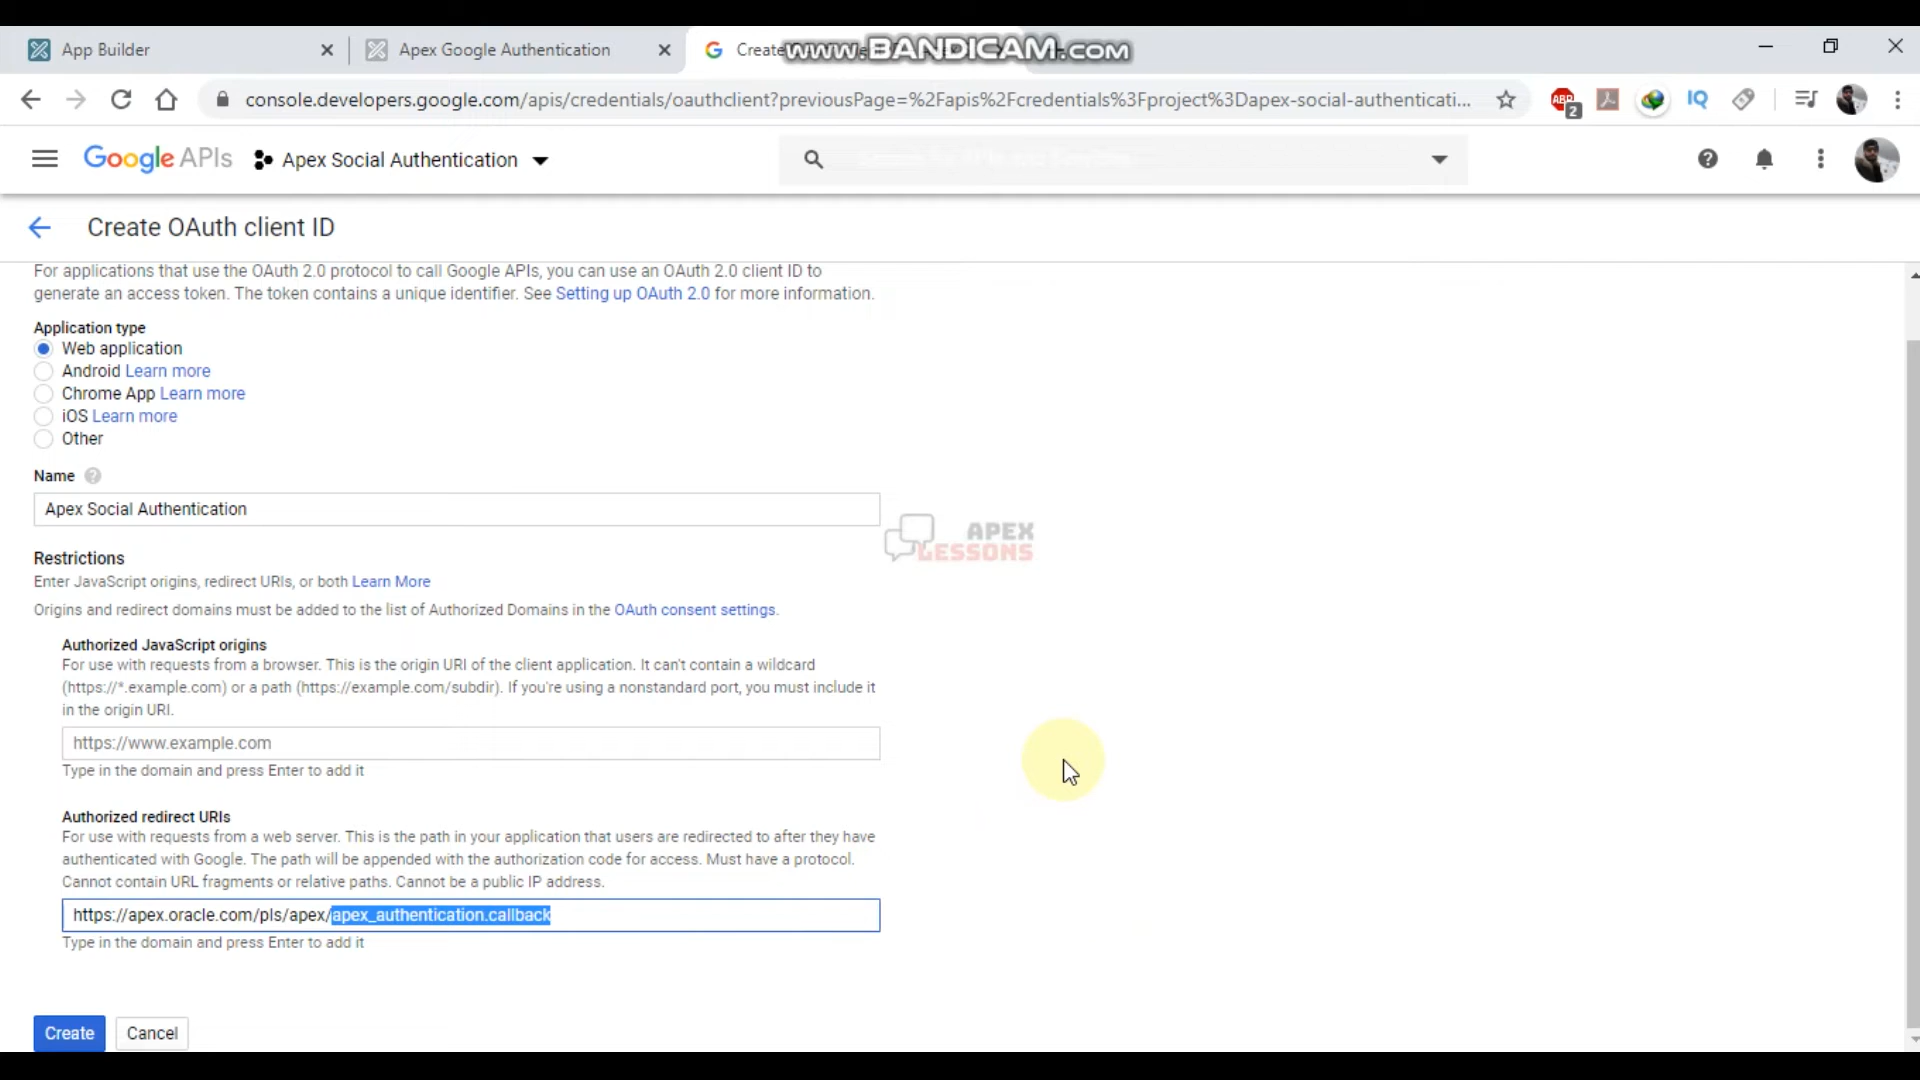 App Builder
Apex Google Authentication
Create
www.BANDICAM.com
console.developers.google.com/apis/credentials/oauthclient?previousPage=%2Fapis%2Fcredentials%3Fproject%3Dapex-social-authenticati...
ABP
2
IQ
Google APIs
Apex Social Authentication
Create OAuth client ID
For applications that use the OAuth 2.0 protocol to call Google APIs, you can use an OAuth 2.0 client ID to
generate an access token. The token contains a unique identifier. See Setting up OAuth 2.0 for more information.
Application type
Web application
Android Learn more
Chrome App Learn more
iOS Learn more
Other
Name
Apex Social Authentication
APEX
LESSONS
Restrictions
Enter JavaScript origins, redirect URIs, or both Learn More
Origins and redirect domains must be added to the list of Authorized Domains in the OAuth consent settings.
Authorized JavaScript origins
For use with requests from a browser. This is the origin URI of the client application. It can't contain a wildcard
(https://*.example.com) or a path (https://example.com/subdir). If you're using a nonstandard port, you must include it
in the origin URI.
https://www.example.com
Type in the domain and press Enter to add it
Authorized redirect URIs
For use with requests from a web server. This is the path in your application that users are redirected to after they have
authenticated with Google. The path will be appended with the authorization code for access. Must have a protocol.
Cannot contain URL fragments or relative paths. Cannot be a public IP address.
https://apex.oracle.com/pls/apex/apex_authentication.callback
Type in the domain and press Enter to add it
Create
Cancel